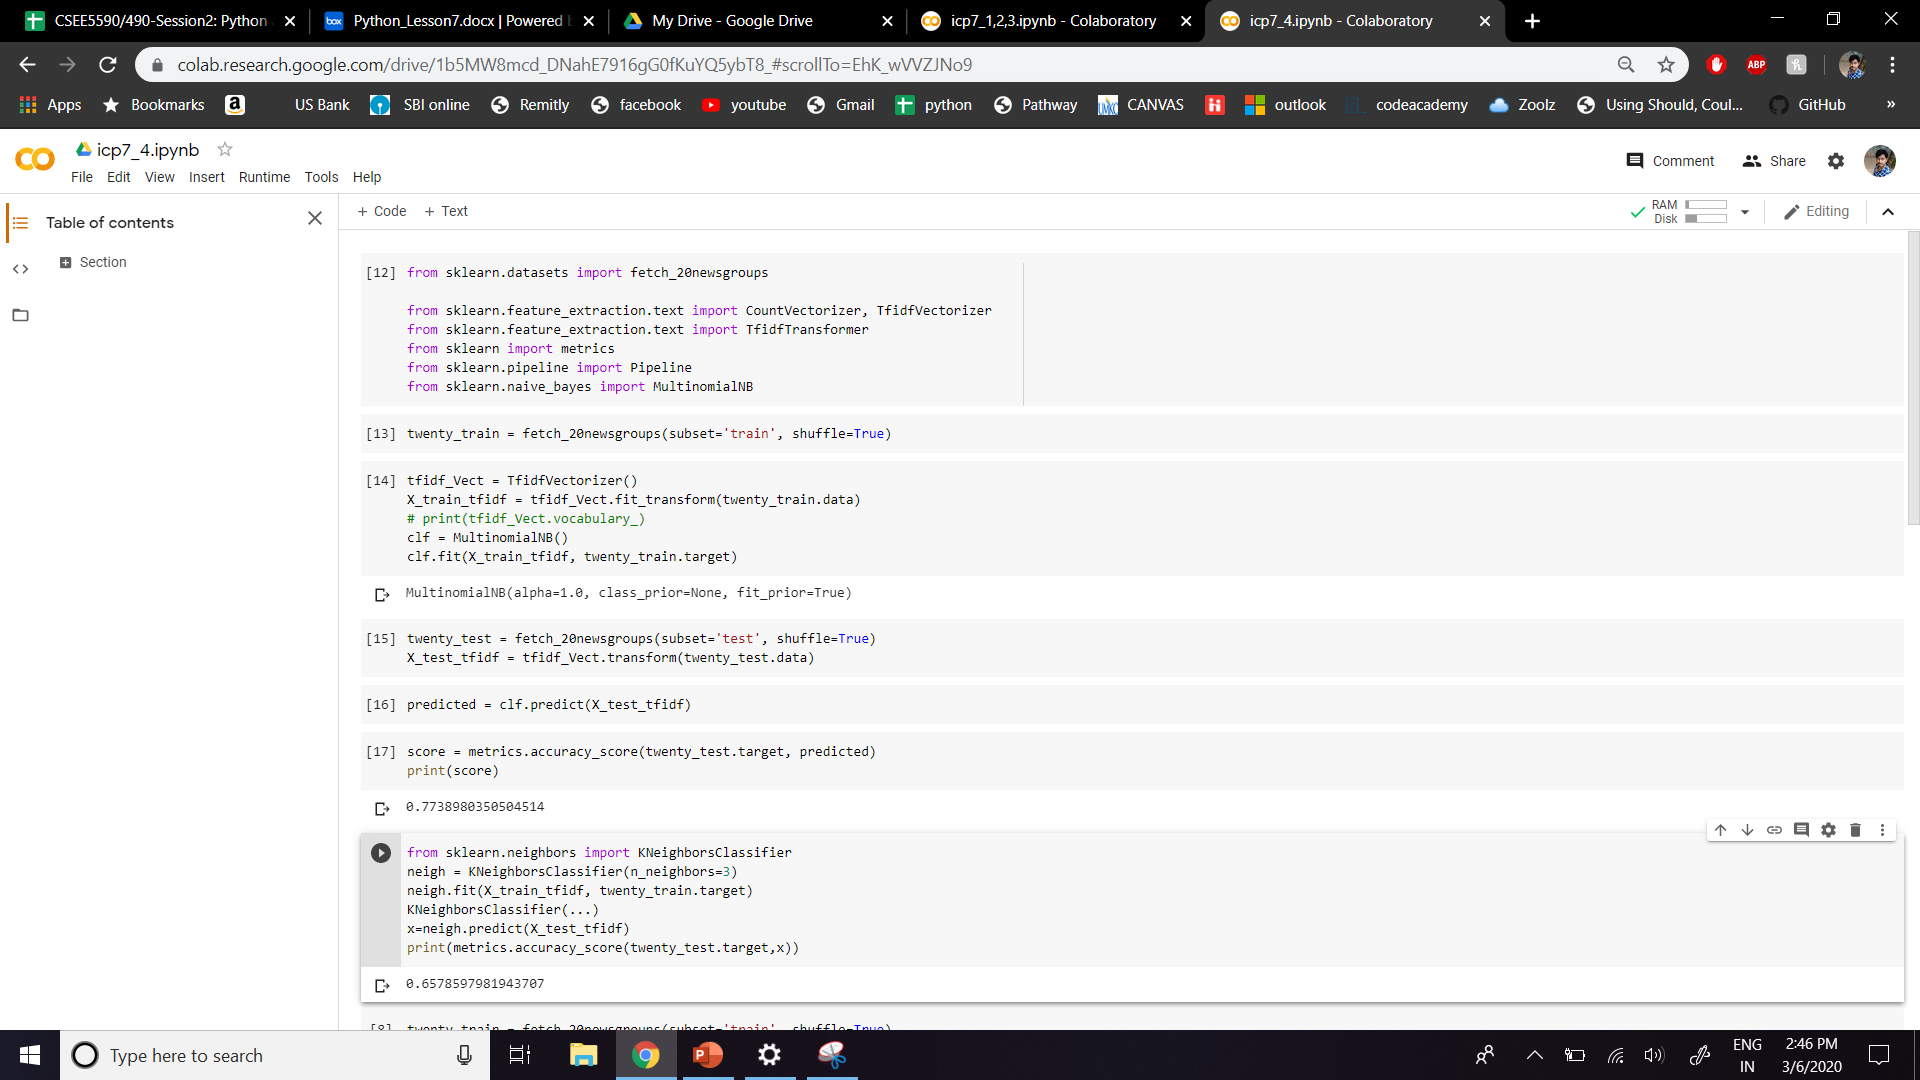 CSEE5590/490-Session2: Python
Python_Lesson7.docx | Powered
My Drive - Google Drive
icp7_1,2,3.ipynb - Colaboratory
icp7_4.ipynb - Colaboratory
colab.research.google.com/drive/1b5MW8mcd_DNahE7916gG0fKuYQ5ybT8_#scrollTo=EhK_wVVZJNo9
ABP
Apps
Bookmarks
US Bank
SBI online
Remitly
facebook
youtube
Gmail
python
Pathway
CANVAS
outlook
codeacademy
Zoolz
Using Should, Coul...
GitHub
»
icp7_4.ipynb
File Edit View Insert Runtime Tools Help
Comment
Share
Table of contents
Section
+ Code + Text
RAM
Disk
Editing
[12] from sklearn.datasets import fetch_20newsgroups
from sklearn.feature_extraction.text import CountVectorizer, TfidfVectorizer
from sklearn.feature_extraction.text import TfidfTransformer
from sklearn import metrics
from sklearn.pipeline import Pipeline
from sklearn.naive_bayes import MultinomialNB
[13] twenty_train = fetch_20newsgroups(subset='train', shuffle=True)
[14] tfidf_Vect = TfidfVectorizer()
X_train_tfidf = tfidf_Vect.fit_transform(twenty_train.data)
# print(tfidf_Vect.vocabulary_)
clf = MultinomialNB()
clf.fit(X_train_tfidf, twenty_train.target)
MultinomialNB(alpha=1.0, class_prior=None, fit_prior=True)
[15] twenty_test = fetch_20newsgroups(subset='test', shuffle=True)
X_test_tfidf = tfidf_Vect.transform(twenty_test.data)
[16] predicted = clf.predict(X_test_tfidf)
[17] score = metrics.accuracy_score(twenty_test.target, predicted)
print(score)
0.7738980350504514
from sklearn.neighbors import KNeighborsClassifier
neigh = KNeighborsClassifier(n_neighbors=3)
neigh.fit(X_train_tfidf, twenty_train.target)
KNeighborsClassifier(...)
x=neigh.predict(X_test_tfidf)
print(metrics.accuracy_score(twenty_test.target,x))
0.6578597981943707
[8] twenty_train = fetch_20newsgroups(subset='train', shuffle=True)
Type here to search
ENG
IN
2:46 PM
3/6/2020